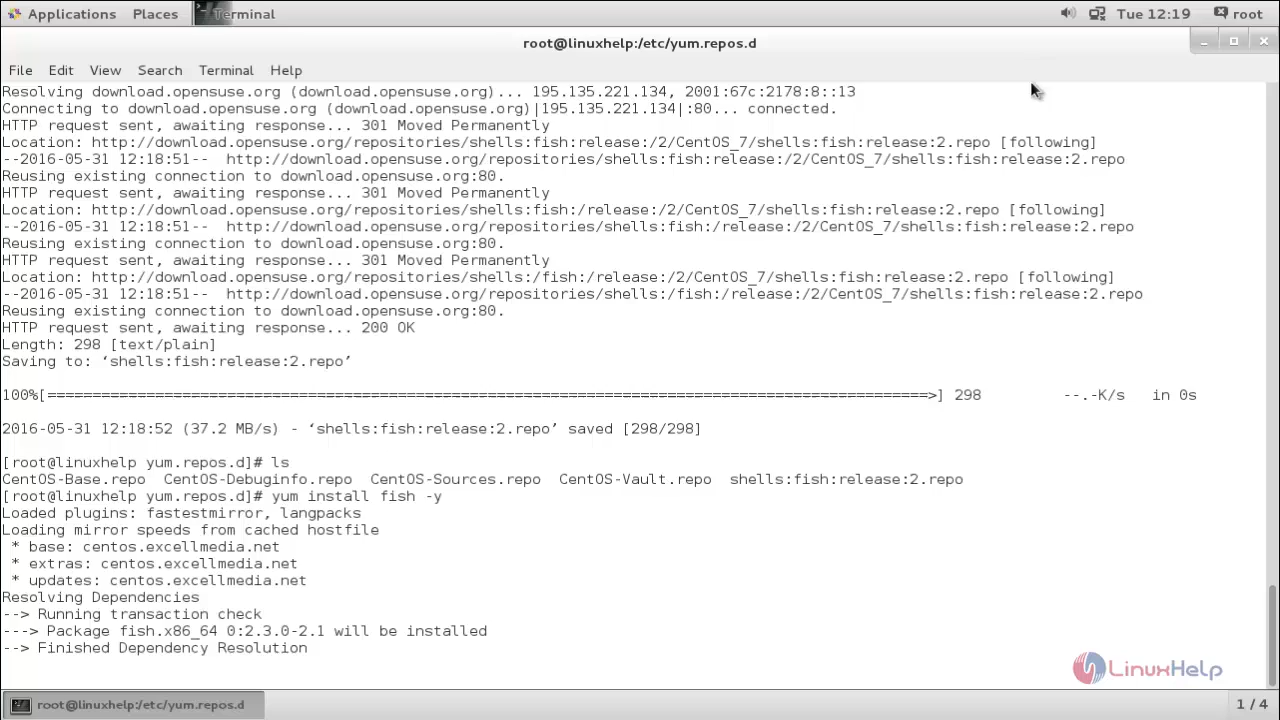 Applications Places Terminal Tue 12:19 root
root@linuxhelp:/etc/yum.repos.d
File Edit View Search Terminal Help
Resolving download.opensuse.org (download.opensuse.org)... 195.135.221.134, 2001:67c:2178:8::13
Connecting to download.opensuse.org (download.opensuse.org)|195.135.221.134|:80... connected.
HTTP request sent, awaiting response... 301 Moved Permanently
Location: http://download.opensuse.org/repositories/shells:fish:release:/2/CentOS_7/shells:fish:release:2.repo [following]
--2016-05-31 12:18:51--  http://download.opensuse.org/repositories/shells:fish:release:/2/CentOS_7/shells:fish:release:2.repo
Reusing existing connection to download.opensuse.org:80.
HTTP request sent, awaiting response... 301 Moved Permanently
Location: http://download.opensuse.org/repositories/shells:fish:/release:/2/CentOS_7/shells:fish:release:2.repo [following]
--2016-05-31 12:18:51--  http://download.opensuse.org/repositories/shells:fish:/release:/2/CentOS_7/shells:fish:release:2.repo
Reusing existing connection to download.opensuse.org:80.
HTTP request sent, awaiting response... 301 Moved Permanently
Location: http://download.opensuse.org/repositories/shells:/fish:/release:/2/CentOS_7/shells:fish:release:2.repo [following]
--2016-05-31 12:18:51--  http://download.opensuse.org/repositories/shells:/fish:/release:/2/CentOS_7/shells:fish:release:2.repo
Reusing existing connection to download.opensuse.org:80.
HTTP request sent, awaiting response... 200 OK
Length: 298 [text/plain]
Saving to: ‘shells:fish:release:2.repo’
100%[==================================================================================================>] 298 --.-K/s in 0s
2016-05-31 12:18:52 (37.2 MB/s) - ‘shells:fish:release:2.repo’ saved [298/298]
[root@linuxhelp yum.repos.d]# ls
CentOS-Base.repo  CentOS-Debuginfo.repo  CentOS-Sources.repo  CentOS-Vault.repo  shells:fish:release:2.repo
[root@linuxhelp yum.repos.d]# yum install fish -y
Loaded plugins: fastestmirror, langpacks
Loading mirror speeds from cached hostfile
 * base: centos.excellmedia.net
 * extras: centos.excellmedia.net
 * updates: centos.excellmedia.net
Resolving Dependencies
--> Running transaction check
---> Package fish.x86_64 0:2.3.0-2.1 will be installed
--> Finished Dependency Resolution
LinuxHelp
root@linuxhelp:/etc/yum.repos.d 1 / 4